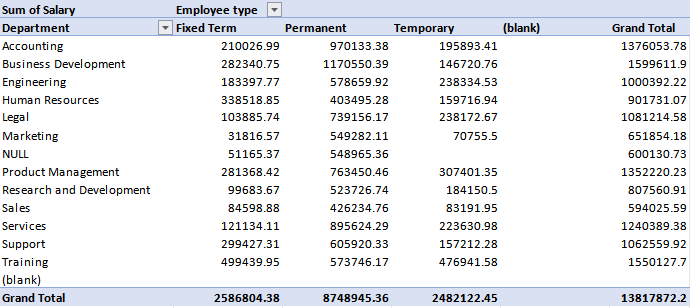 Sum of Salary Employee type
Department Fixed Term Permanent Temporary (blank) Grand Total
Accounting 210026.99 970133.38 195893.41 1376053.78
Business Development 282340.75 1170550.39 146720.76 1599611.9
Engineering 183397.77 578659.92 238334.53 1000392.22
Human Resources 338518.85 403495.28 159716.94 901731.07
Legal 103885.74 739156.17 238172.67 1081214.58
Marketing 31816.57 549282.11 70755.5 651854.18
NULL 51165.37 548965.36 600130.73
Product Management 281368.42 763450.46 307401.35 1352220.23
Research and Development 99683.67 523726.74 184150.5 807560.91
Sales 84598.88 426234.76 83191.95 594025.59
Services 121134.11 895624.29 223630.98 1240389.38
Support 299427.31 605920.33 157212.28 1062559.92
Training 499439.95 573746.17 476941.58 1550127.7
(blank)
Grand Total 2586804.38 8748945.36 2482122.45 13817872.2